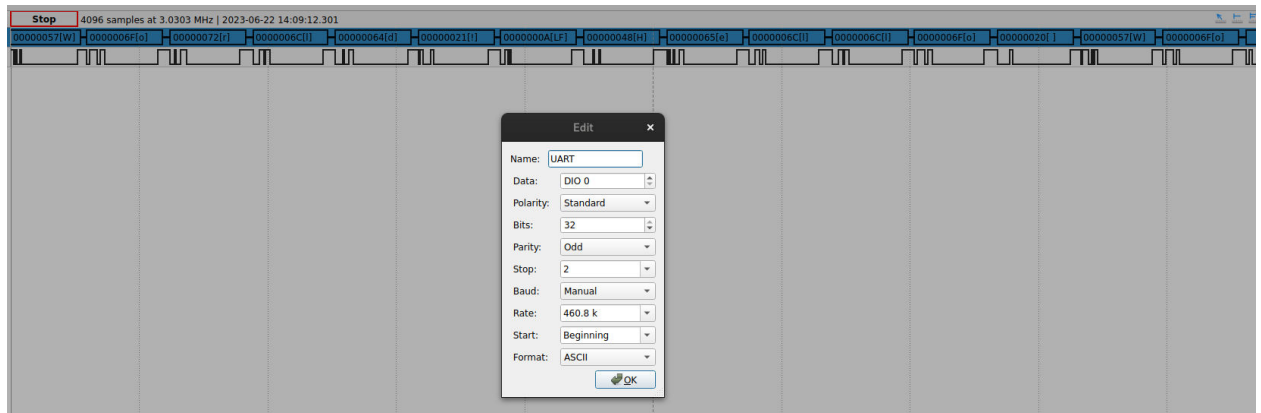 Stop 4096 samples at 3.0303 MHz | 2023-06-22 14:09:12.301
00000057[W] 0000006F[o] 00000072[r] 0000006C[l] 00000064[d] 00000021[!] 0000000A[LF] 00000048[H] 00000065[e] 0000006C[l] 0000006C[l] 0000006F[o] 00000020[ ] 00000057[W] 0000006F[o]
Edit
Name: UART
Data: DIO 0
Polarity: Standard
Bits: 32
Parity: Odd
Stop: 2
Baud: Manual
Rate: 460.8 k
Start: Beginning
Format: ASCII
OK